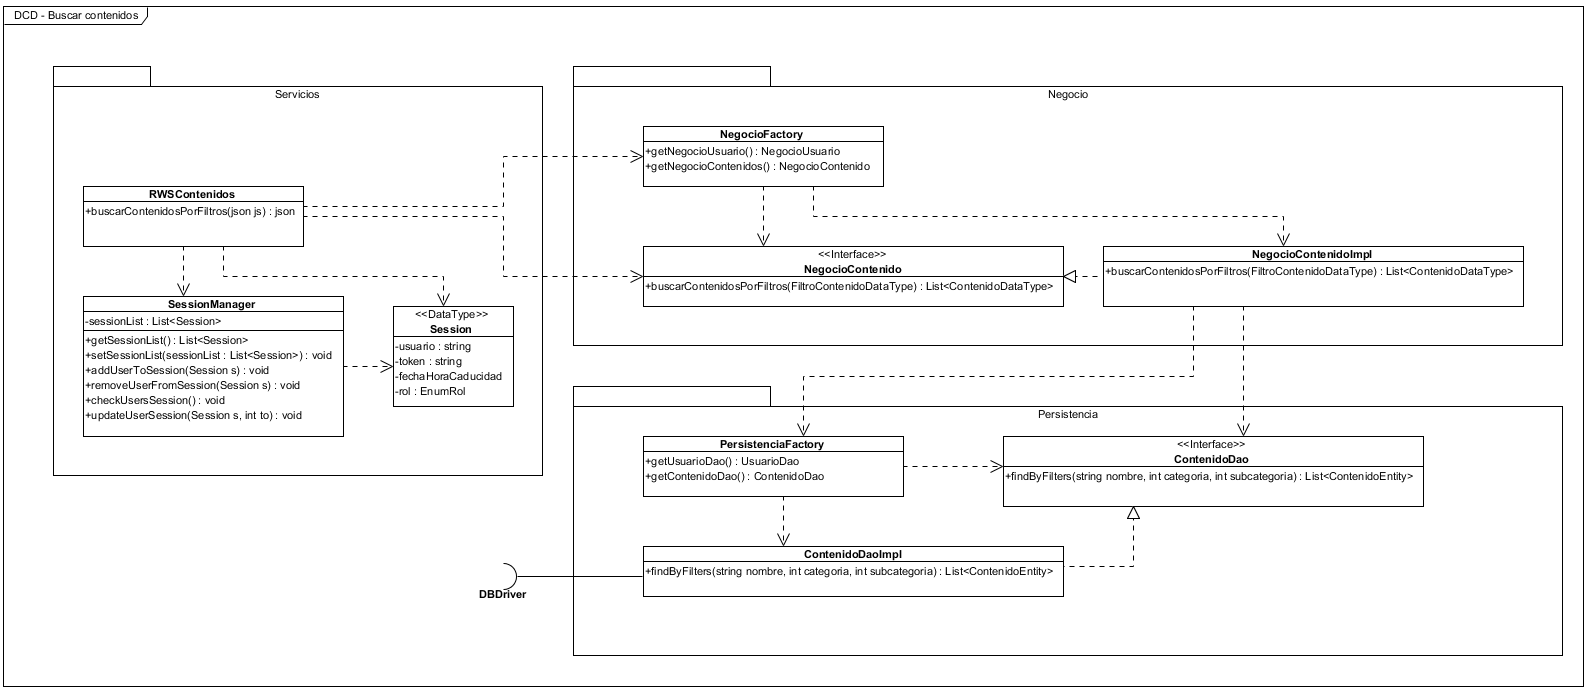 DCD - Buscar contenidos
Servicios
RWSContenidos
+buscarContenidosPorFiltros(json js) : json
SessionManager
-sessionList : List<Session>
+getSessionList() : List<Session>
+setSessionList(sessionList : List<Session>) : void
+addUserToSession(Session s) : void
+removeUserFromSession(Session s) : void
+checkUsersSession() : void
+updateUserSession(Session s, int to) : void
<<DataType>>
Session
-usuario : string
-token : string
-fechaHoraCaducidad
-rol : EnumRol
Negocio
NegocioFactory
+getNegocioUsuario() : NegocioUsuario
+getNegocioContenidos() : NegocioContenido
<<Interface>>
NegocioContenido
+buscarContenidosPorFiltros(FiltroContenidoDataType) : List<ContenidoDataType>
NegocioContenidoImpl
+buscarContenidosPorFiltros(FiltroContenidoDataType) : List<ContenidoDataType>
Persistencia
PersistenciaFactory
+getUsuarioDao() : UsuarioDao
+getContenidoDao() : ContenidoDao
<<Interface>>
ContenidoDao
+findByFilters(string nombre, int categoria, int subcategoria) : List<ContenidoEntity>
ContenidoDaoImpl
+findByFilters(string nombre, int categoria, int subcategoria) : List<ContenidoEntity>
DBDriver